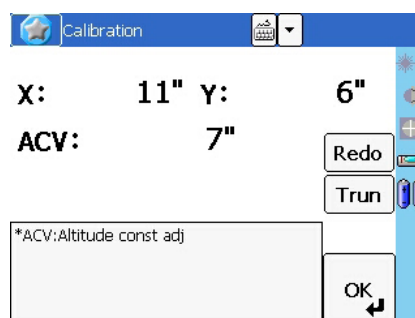 Calibration
X: 11" Y: 6"
ACV: 7"
Redo
Trun
*ACV:Altitude const adj
OK